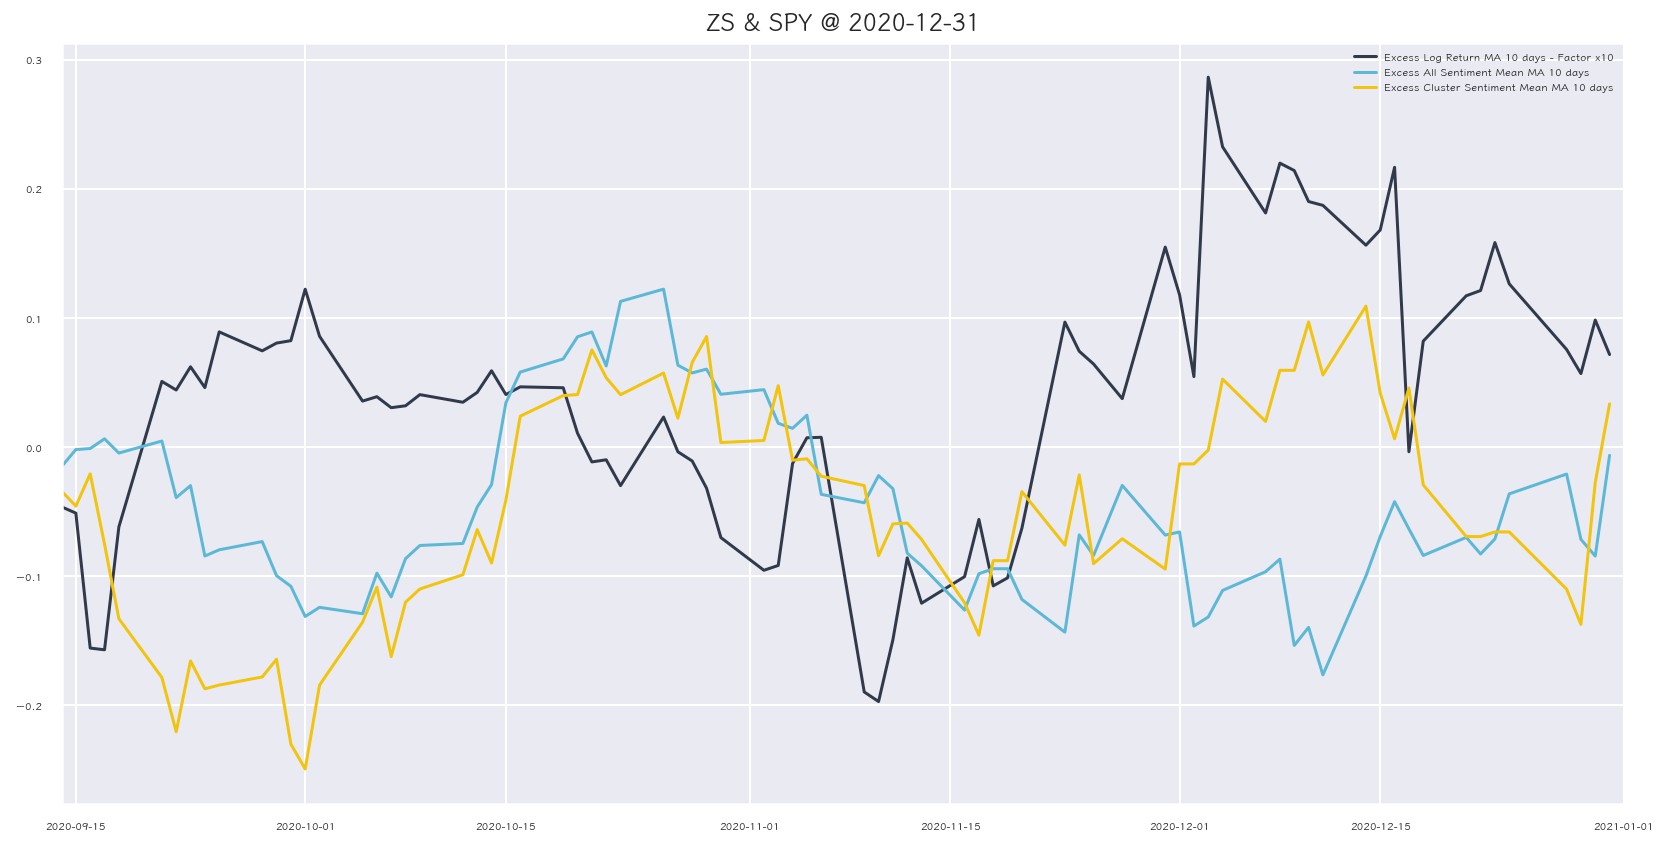 ZS & SPY @ 2020-12-31
Excess Log Return MA 10 days - Factor x10
Excess All Sentiment Mean MA 10 days
Excess Cluster Sentiment Mean MA 10 days
0.3
0.2
0.1
0.0
−0.1
−0.2
2020-09-15 2020-10-01 2020-10-15 2020-11-01 2020-11-15 2020-12-01 2020-12-15 2021-01-01